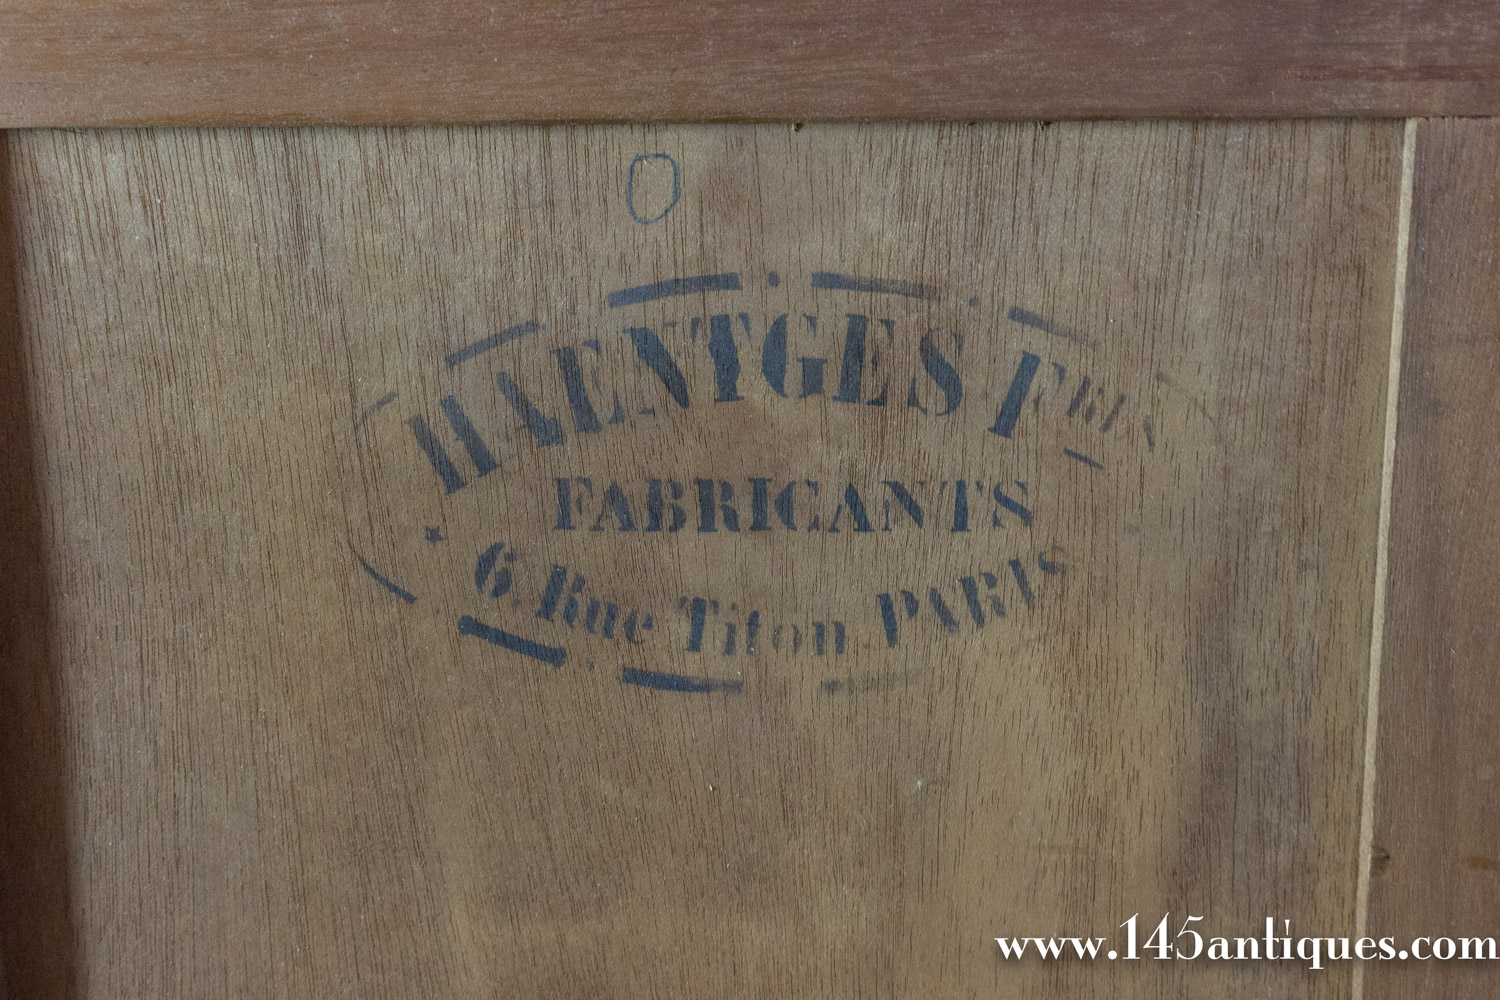 O
HAENTGES FRES
FABRICANTS
6. Rue Titon PARIS
www.145antiques.com